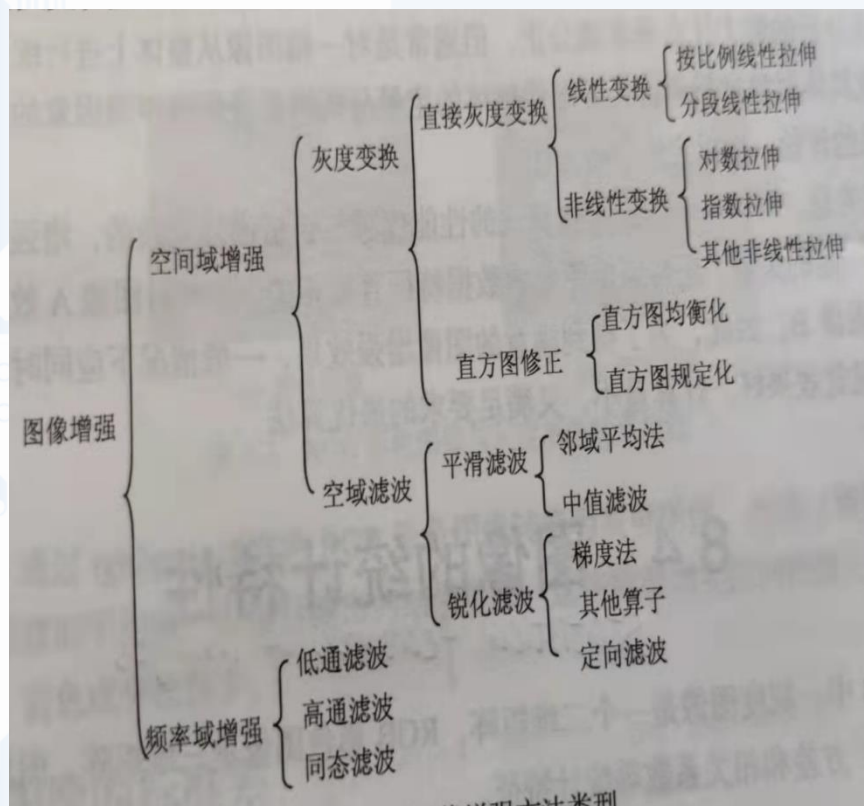 按比例线性拉伸
线性变换
分段线性拉伸
直接灰度变换
灰度变换
对数拉伸
非线性变换
指数拉伸
其他非线性拉伸
空间域增强
直方图均衡化
直方图修正
直方图规定化
图像增强
邻域平均法
平滑滤波
空域滤波
中值滤波
梯度法
锐化滤波
其他算子
定向滤波
低通滤波
频率域增强
高通滤波
同态滤波